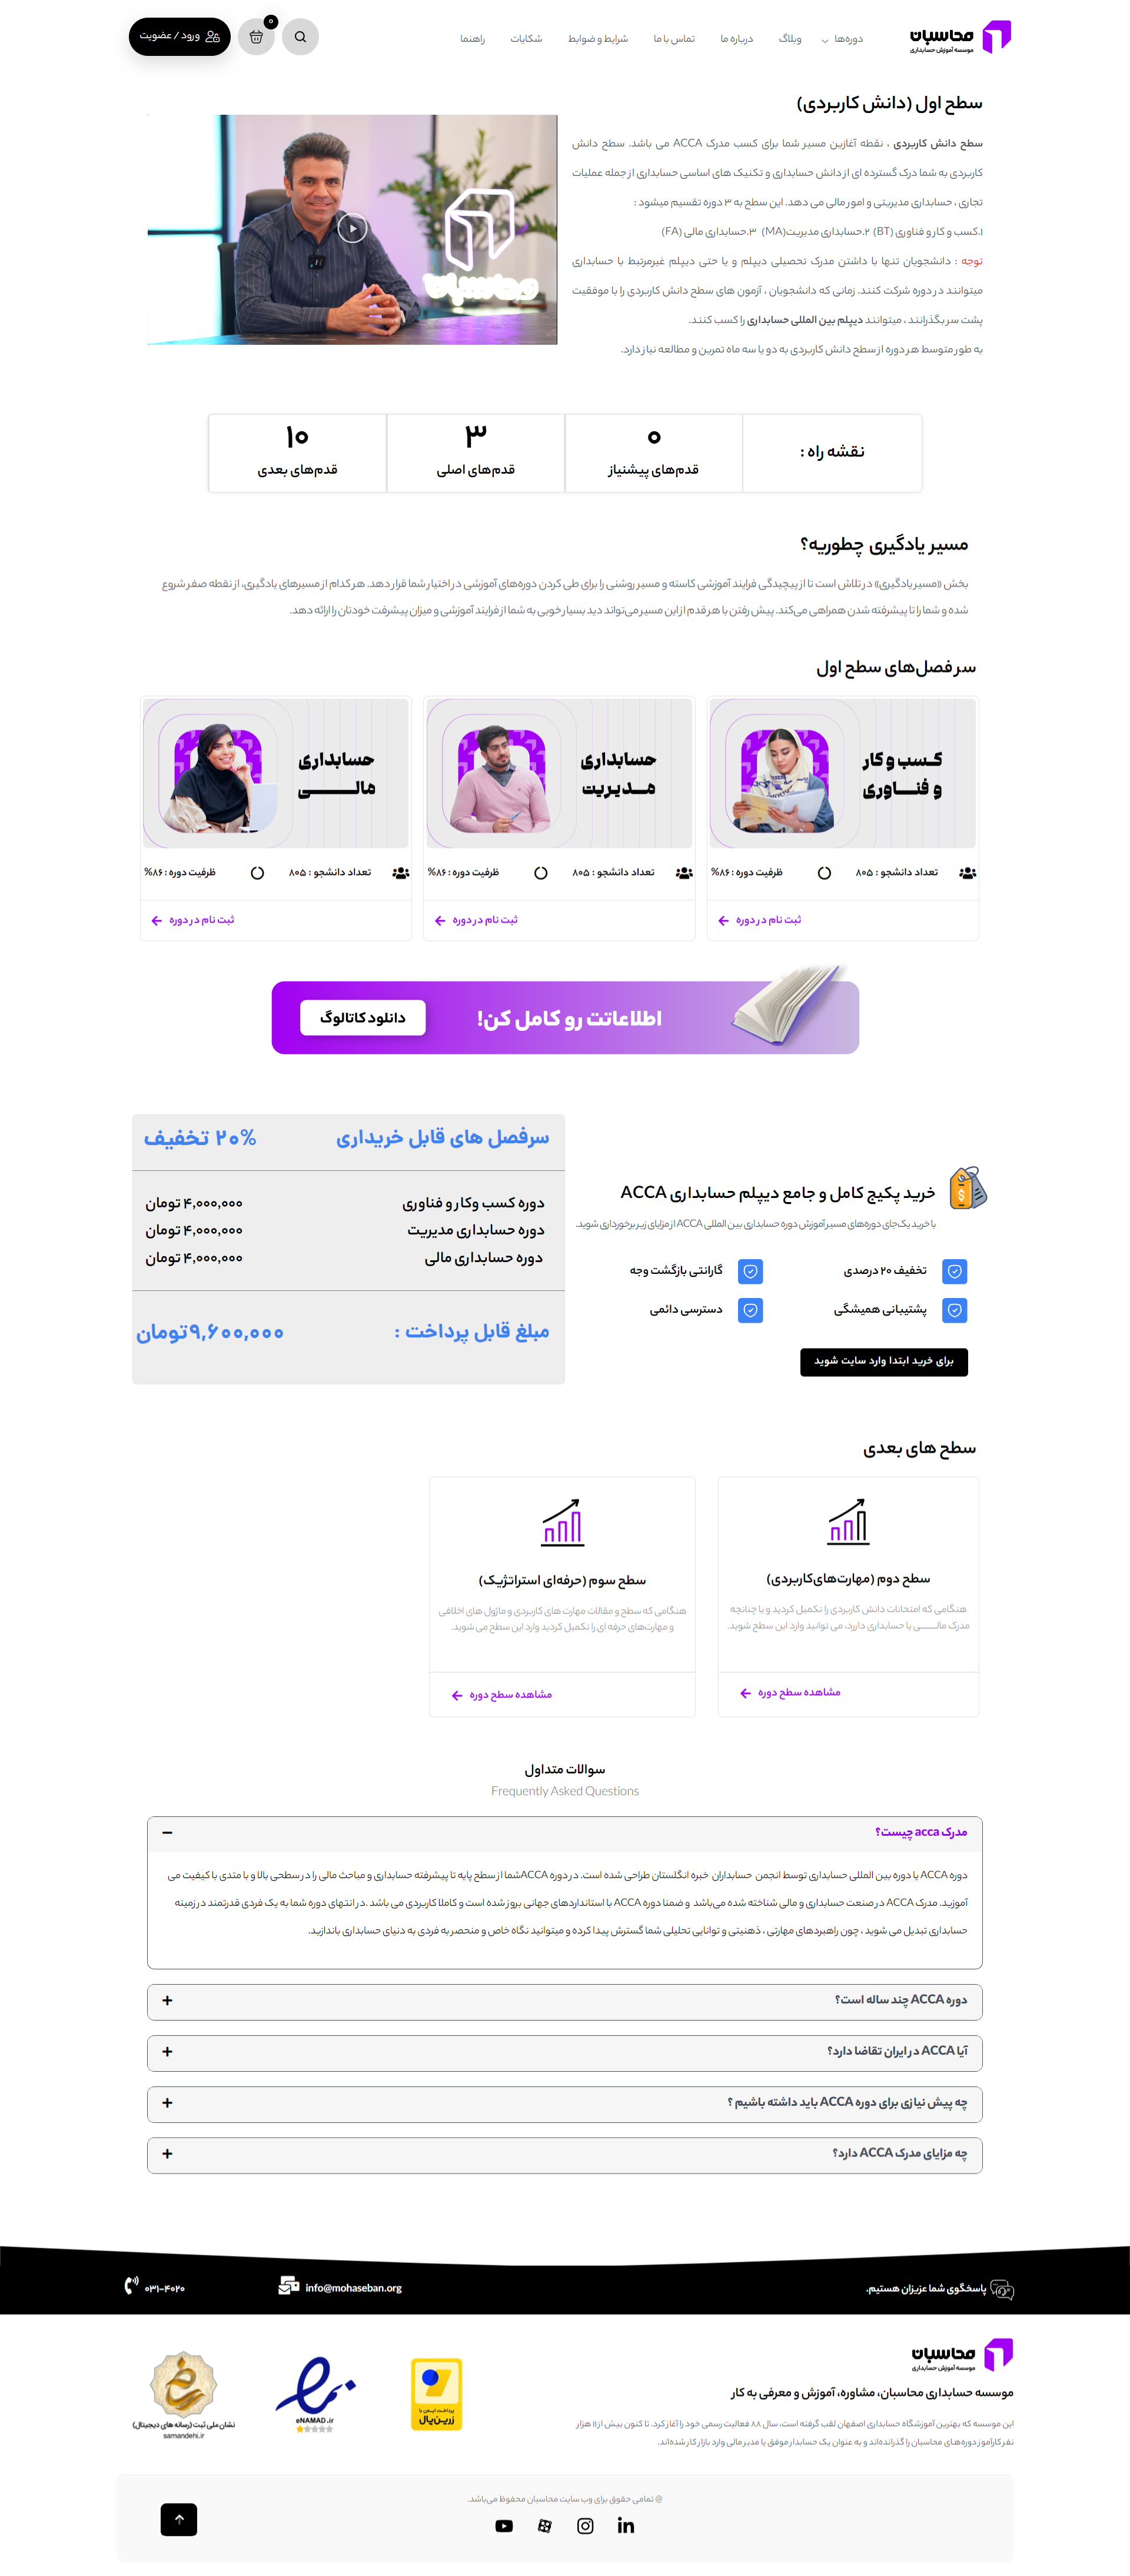 محاسبان
موسسه آموزش حسابداری
دوره‌ها
وبلاگ
درباره ما
تماس با ما
شرایط و ضوابط
شکایات
راهنما
۰
ورود / عضویت
سطح اول (دانش کاربردی)
سطح دانش کاربردی ، نقطه آغازین مسیر شما برای کسب مدرک ACCA می باشد. سطح دانش
کاربردی به شما درک گسترده ای از دانش حسابداری و تکنیک های اساسی حسابداری از جمله عملیات
تجاری ، حسابداری مدیریتی و امور مالی می دهد. این سطح به ۳ دوره تقسیم میشود :
۱.کسب و کار و فناوری (BT) ۲.حسابداری مدیریت(MA) ۳.حسابداری مالی (FA)
توجه : دانشجویان تنها با داشتن مدرک تحصیلی دیپلم و یا حتی دیپلم غیرمرتبط با حسابداری
میتوانند در دوره شرکت کنند. زمانی که دانشجویان ، آزمون های سطح دانش کاربردی را با موفقیت
پشت سر بگذرانند ، میتوانند دیپلم بین المللی حسابداری را کسب کنند.
به طور متوسط هر دوره از سطح دانش کاربردی به دو یا سه ماه تمرین و مطالعه نیاز دارد.
محاسبان
نقشه راه :
۰
قدم‌های پیشنیاز
۳
قدم‌های اصلی
۱۰
قدم‌های بعدی
مسیر یادگیری چطوریه؟
بخش «مسیر یادگیری» در تلاش است تا از پیچیدگی فرایند آموزشی کاسته و مسیر روشنی را برای طی کردن دوره‌های آموزشی در اختیار شما قرار دهد. هر کدام از مسیرهای یادگیری، از نقطه صفر شروع
شده و شما را تا پیشرفته شدن همراهی می‌کند. پیش رفتن با هر قدم از این مسیر می‌تواند دید بسیار خوبی به شما از فرایند آموزشی و میزان پیشرفت خودتان را ارائه دهد.
سر فصل‌های سطح اول
کسب و کار
و فنـاوری
تعداد دانشجو : ۸۰۵
ظرفیت دوره : ۸۶%
ثبت نام در دوره
حسابداری
مـدیریت
تعداد دانشجو : ۸۰۵
ظرفیت دوره : ۸۶%
ثبت نام در دوره
حسابداری
مالـــی
تعداد دانشجو : ۸۰۵
ظرفیت دوره : ۸۶%
ثبت نام در دوره
اطلاعاتت رو کامل کن!
دانلود کاتالوگ
خرید پکیج کامل و جامع دیپلم حسابداری ACCA
با خرید یک‌جای دوره‌های مسیر آموزش دوره حسابداری بین المللی ACCA از مزایای زیر برخورداری شوید.
تخفیف ۲۰ درصدی
گارانتی بازگشت وجه
پشتیبانی همیشگی
دسترسی دائمی
برای خرید ابتدا وارد سایت شوید
سرفصل های قابل خریداری
۲۰% تخفیف
دوره کسب وکار و فناوری
۴,۰۰۰,۰۰۰ تومان
دوره حسابداری مدیریت
۴,۰۰۰,۰۰۰ تومان
دوره حسابداری مالی
۴,۰۰۰,۰۰۰ تومان
مبلغ قابل پرداخت :
۹,۶۰۰,۰۰۰تومان
سطح های بعدی
سطح دوم (مهارت‌های‌کاربردی)
هنگامی که امتحانات دانش کاربردی را تکمیل کردید و یا چنانچه
مدرک مالـــی یا حسابداری داررد، می توانید وارد این سطح شوید.
مشاهده سطح دوره
سطح سوم (حرفه‌ای استراتژیک)
هنگامی که سطح و مقالات مهارت های کاربردی و ماژول های اخلاقی
و مهارت‌های حرفه ای را تکمیل کردید وارد این سطح می شوید.
مشاهده سطح دوره
سوالات متداول
Frequently Asked Questions
مدرک acca چیست؟
دوره ACCA یا دوره بین المللی حسابداری توسط انجمن حسابداران خبره انگلستان طراحی شده است. در دوره ACCAشما از سطح پایه تا پیشرفته حسابداری و مباحث مالی را در سطحی بالا و با متدی با کیفیت می
آموزید. مدرک ACCA در صنعت حسابداری و مالی شناخته شده می‌باشد و ضمنا دوره ACCA با استانداردهای جهانی بروز شده است و کاملا کاربردی می باشد .در انتهای دوره شما به یک فردی قدرتمند در زمینه
حسابداری تبدیل می شوید ، چون راهبردهای مهارتی ، ذهنیتی و توانایی تحلیلی شما گسترش پیدا کرده و میتوانید نگاه خاص و منحصر به فردی به دنیای حسابداری باندازید.
دوره ACCA چند ساله است؟
آیا ACCA در ایران تقاضا دارد؟
چه پیش نیازی برای دوره ACCA باید داشته باشیم ؟
چه مزایای مدرک ACCA دارد؟
پاسخگوی شما عزیزان هستیم.
info@mohaseban.org
۰۳۱-۴۰۲۰
محاسبان
موسسه آموزش حسابداری
موسسه حسابداری محاسبان، مشاوره، آموزش و معرفی به کار
این موسسه که بهترین آموزشگاه حسابداری اصفهان لقب گرفته است، سال ۸۸ فعالیت رسمی خود را آغاز کرد. تا کنون بیش از ۱۱ هزار
نفر کارآموز دوره‌های محاسبان را گذرانده‌اند و به عنوان یک حسابدار موفق یا مدیر مالی وارد بازار کار شده‌اند.
پرداخت ایمن با
زرین‌پال
eNAMAD.ir
نشان ملی ثبت (رسانه های دیجیتال)
samandehi.ir
@ تمامی حقوق برای وب سایت محاسبان محفوظ می‌باشد.